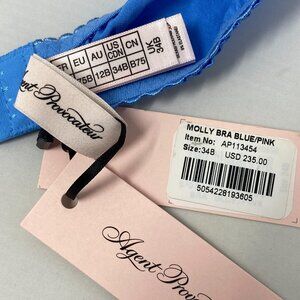 FR EU AU US CDN UK
75B 12B 34B B75 34B
Agent Provocateur
MOLLY BRA BLUE/PINK
Item No: AP113454
Size:34B USD 235.00
5054228193605
Agent Provocateur